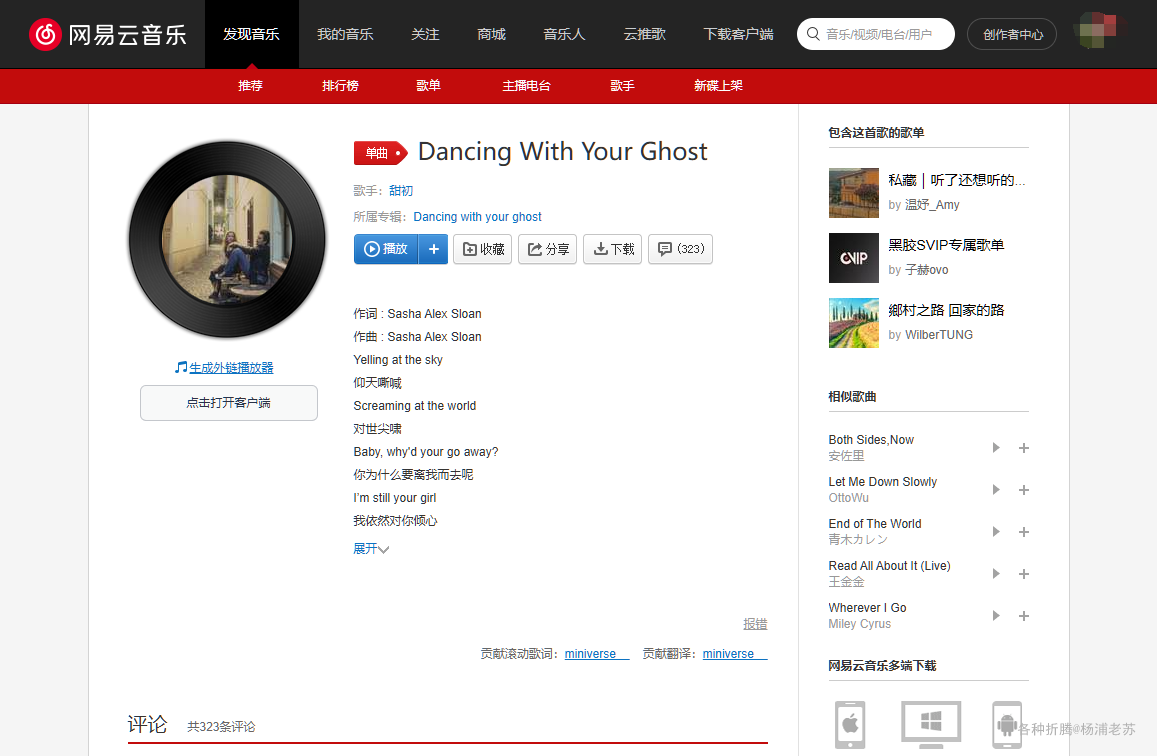 网易云音乐
发现音乐 我的音乐 关注 商城 音乐人 云推歌 下载客户端 音乐/视频/电台/用户 创作者中心
推荐 排行榜 歌单 主播电台 歌手 新碟上架
单曲 Dancing With Your Ghost
歌手：甜初
所属专辑：Dancing with your ghost
播放 + 收藏 分享 下载 (323)
生成外链播放器
点击打开客户端
作词 : Sasha Alex Sloan
作曲 : Sasha Alex Sloan
Yelling at the sky
仰天嘶喊
Screaming at the world
对世尖啸
Baby, why'd your go away?
你为什么要离我而去呢
I'm still your girl
我依然对你倾心
展开
报错
贡献滚动歌词：miniverse__ 贡献翻译：miniverse__
评论 共323条评论
包含这首歌的歌单
私藏｜听了还想听的...
by 温妤_Amy
CVIP
黑胶SVIP专属歌单
by 子赫ovo
鄉村之路 回家的路
by WilberTUNG
相似歌曲
Both Sides,Now
安佐里
Let Me Down Slowly
OttoWu
End of The World
青木カレン
Read All About It (Live)
王金金
Wherever I Go
Miley Cyrus
网易云音乐多端下载
各种折腾@杨浦老苏